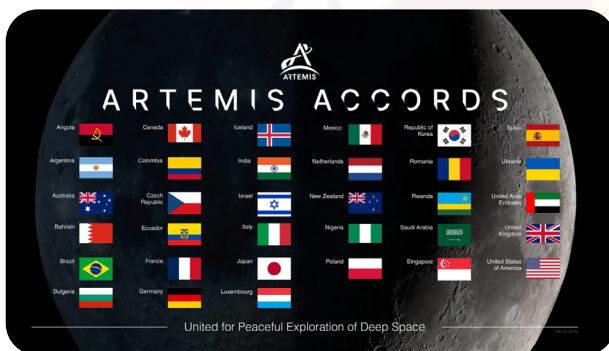 ARTEMIS
ARTEMIS ACCORDS
Angola
Canada
Iceland
Mexico
Republic of
Korea
Spain
Argentina
Colombia
India
Netherlands
Romania
Ukraine
Australia
Czech
Republic
Israel
New Zealand
Rwanda
United Arab
Emirates
Bahrain
Ecuador
Italy
Nigeria
Saudi Arabia
United
Kingdom
Brazil
France
Japan
Poland
Singapore
United States
of America
Bulgaria
Germany
Luxembourg
United for Peaceful Exploration of Deep Space